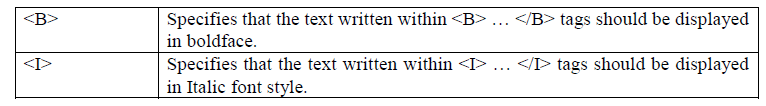 <B> Specifies that the text written within <B> … </B> tags should be displayed
in boldface.
<I> Specifies that the text written within <I> … </I> tags should be displayed
in Italic font style.